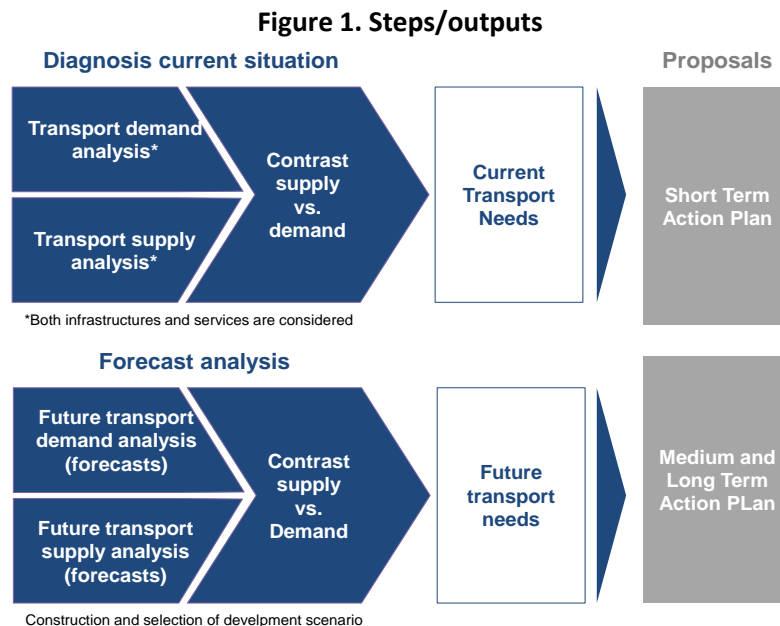 Figure 1. Steps/outputs
Diagnosis current situation
Proposals
Transport demand
analysis*
Transport supply
analysis*
Contrast
supply
vs.
demand
Current
Transport
Needs
Short Term
Action Plan
*Both infrastructures and services are considered
Forecast analysis
Future transport
demand analysis
(forecasts)
Future transport
supply analysis
(forecasts)
Contrast
supply
vs.
Demand
Future
transport
needs
Medium and
Long Term
Action PLan
Construction and selection of develpment scenario